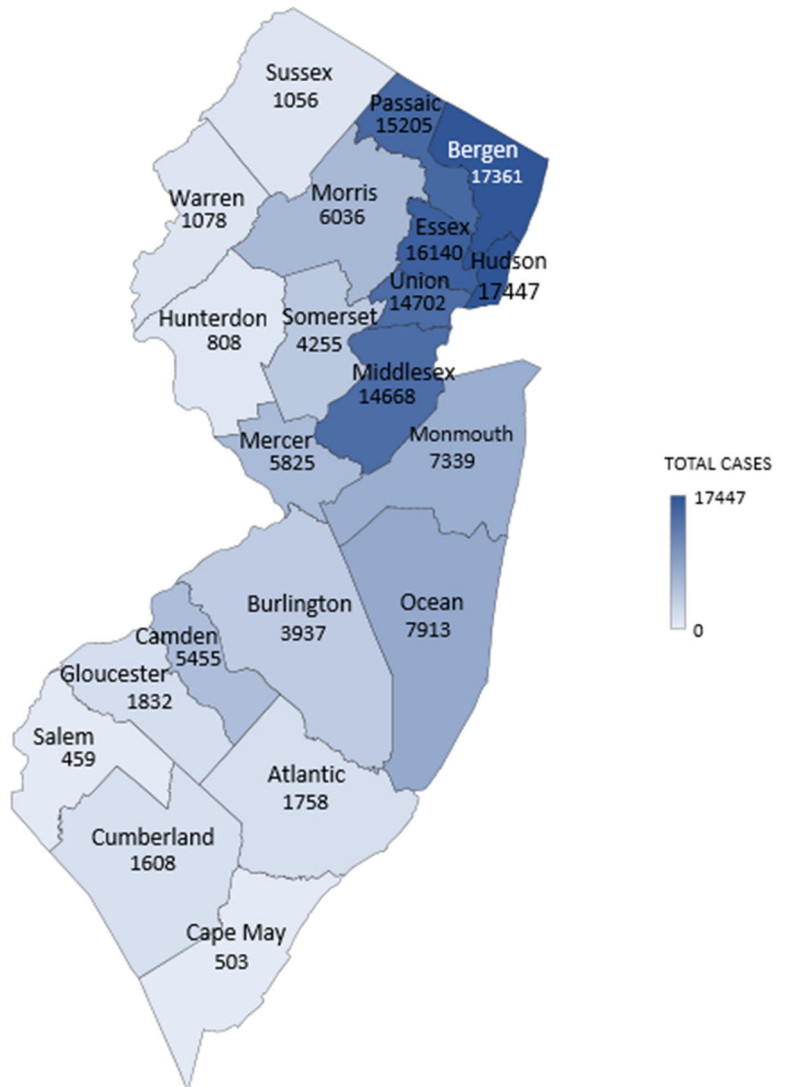 Sussex
1056
Passaic
15205
Bergen
17361
Warren
1078
Morris
6036
Essex
16140
Hudson
17447
Union
14702
Hunterdon
808
Somerset
4255
Middlesex
14668
Mercer
5825
Monmouth
7339
TOTAL CASES
17447
0
Burlington
3937
Ocean
7913
Camden
5455
Gloucester
1832
Salem
459
Atlantic
1758
Cumberland
1608
Cape May
503